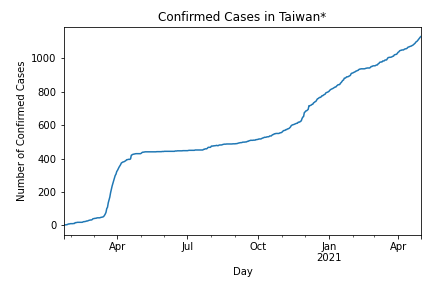 Confirmed Cases in Taiwan*
Number of Confirmed Cases
1000
800
600
400
200
0
Apr Jul Oct Jan Apr
2021
Day